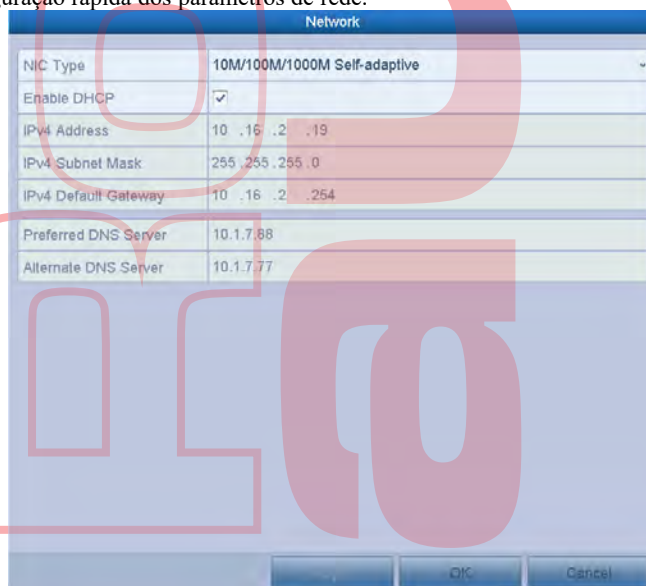 guração rápida dos parâmetros de rede.
Network
NIC Type 10M/100M/1000M Self-adaptive
Enable DHCP
IPv4 Address 10 .16 .2 .19
IPv4 Subnet Mask 255 .255 .255 .0
IPv4 Default Gateway 10 .16 .2 .254
Preferred DNS Server 10.1.7.88
Alternate DNS Server 10.1.7.77
OK Cancel